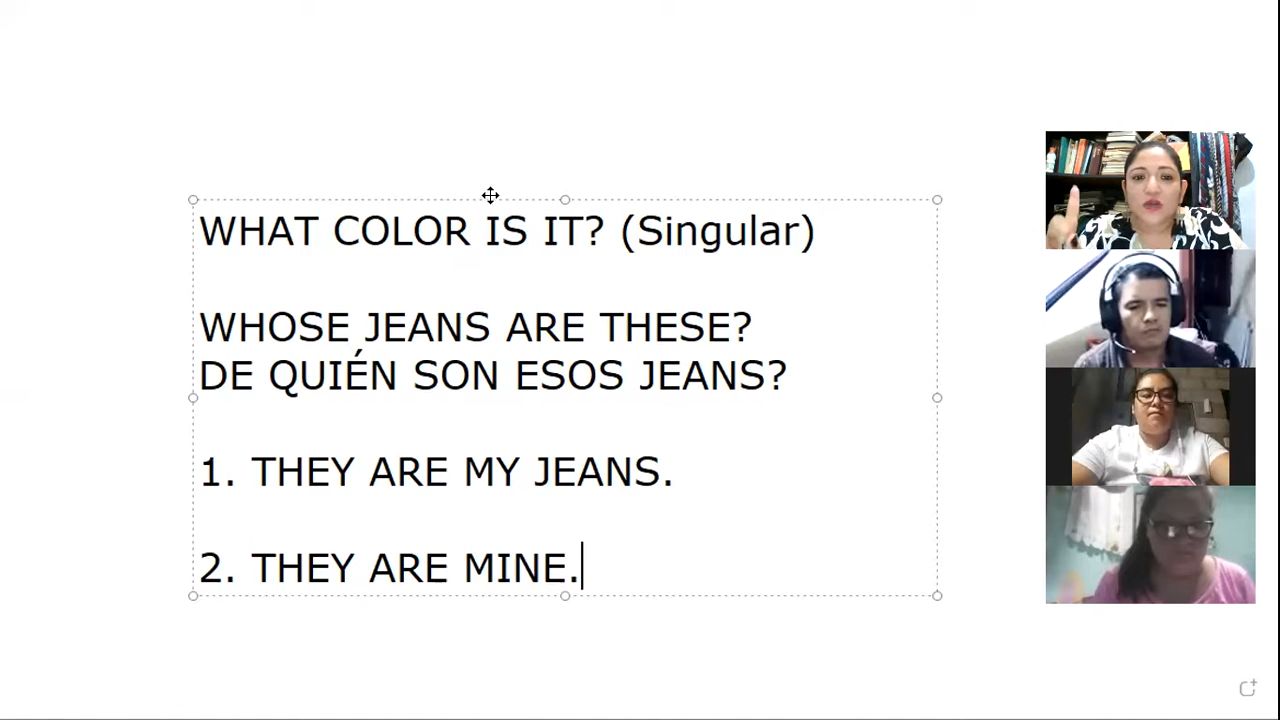 WHAT COLOR IS IT? (Singular)
WHOSE JEANS ARE THESE?
DE QUIÉN SON ESOS JEANS?
1. THEY ARE MY JEANS.
2. THEY ARE MINE.